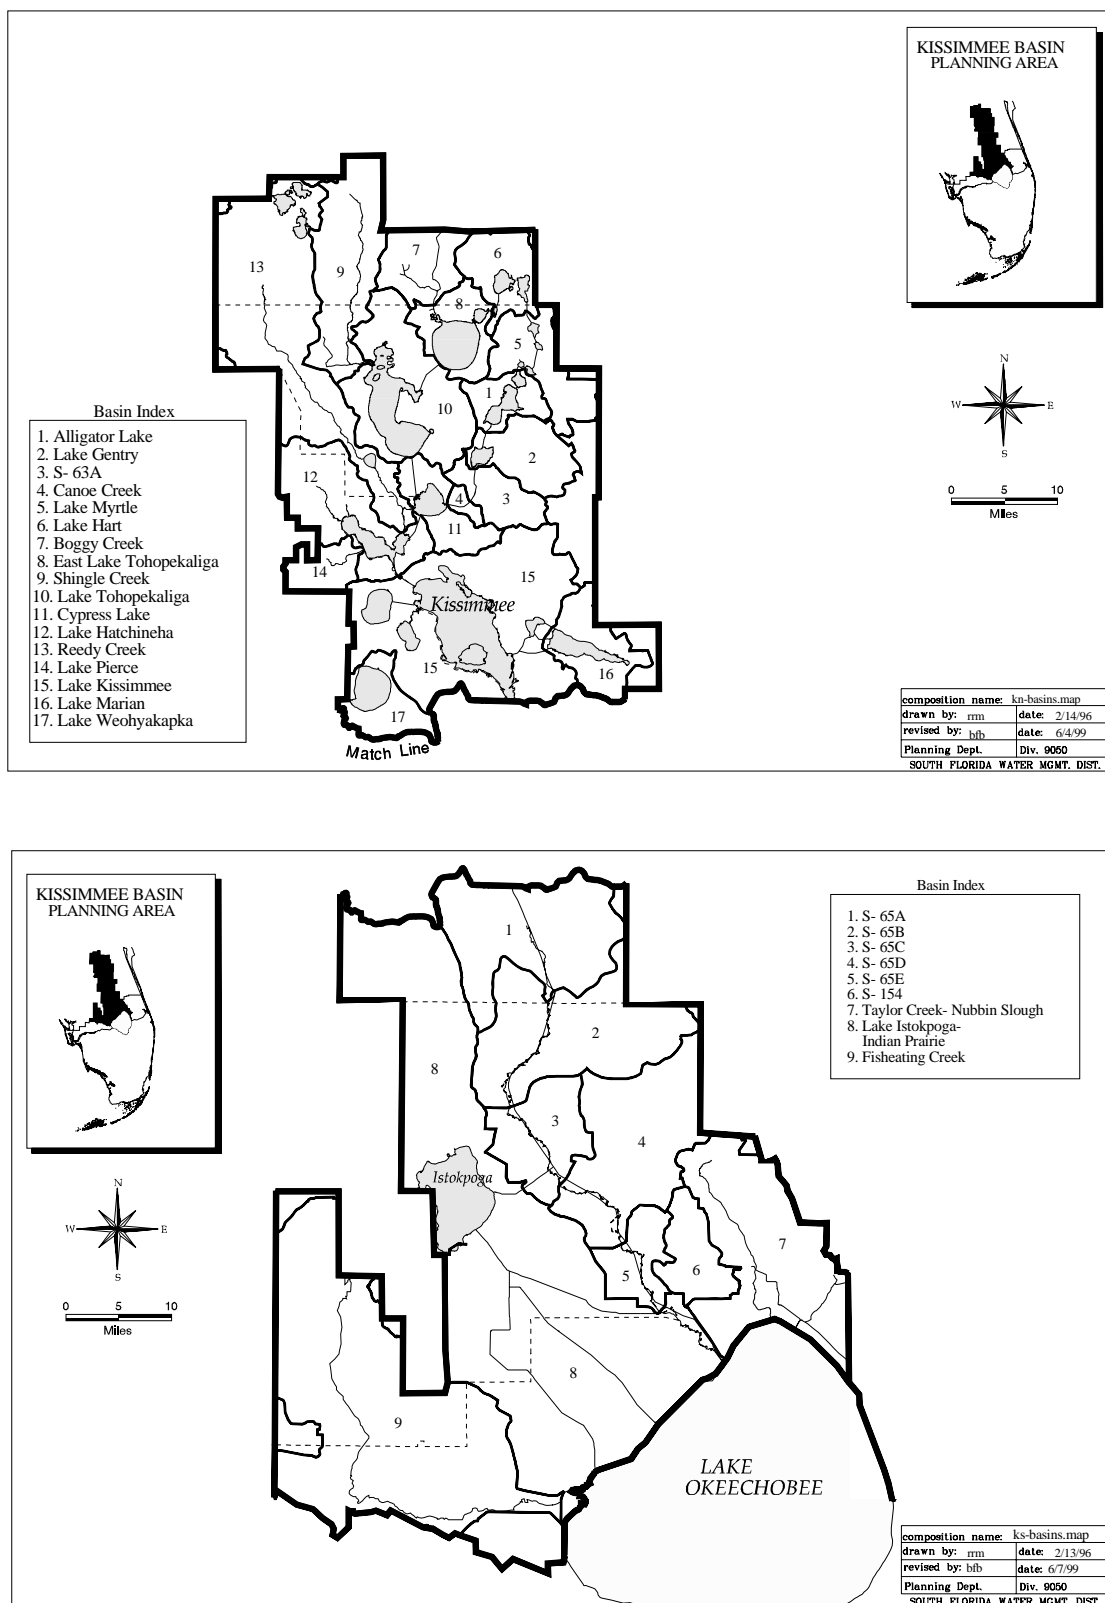 KISSIMMEE BASIN
PLANNING AREA
13
9
7
6
8
5
1
10
2
12
4
3
11
14
15
Kissimmee
15
16
17
Match Line
Basin Index
1. Alligator Lake
2. Lake Gentry
3. S- 63A
4. Canoe Creek
5. Lake Myrtle
6. Lake Hart
7. Boggy Creek
8. East Lake Tohopekaliga
9. Shingle Creek
10. Lake Tohopekaliga
11. Cypress Lake
12. Lake Hatchineha
13. Reedy Creek
14. Lake Pierce
15. Lake Kissimmee
16. Lake Marian
17. Lake Weohyakapka
N
W E
S
0 5 10
Miles
composition name: kn-basins.map
drawn by: rrm date: 2/14/96
revised by: bfb date: 6/4/99
Planning Dept. Div. 9050
SOUTH FLORIDA WATER MGMT. DIST.
KISSIMMEE BASIN
PLANNING AREA
Basin Index
1. S- 65A
2. S- 65B
3. S- 65C
4. S- 65D
5. S- 65E
6. S- 154
7. Taylor Creek- Nubbin Slough
8. Lake Istokpoga-
Indian Prairie
9. Fisheating Creek
1
2
8
3
4
Istokpoga
7
6
5
8
9
N
W E
S
0 5 10
Miles
LAKE
OKEECHOBEE
composition name: ks-basins.map
drawn by: rrm date: 2/13/96
revised by: bfb date: 6/7/99
Planning Dept. Div. 9050
SOUTH FLORIDA WATER MGMT. DIST.